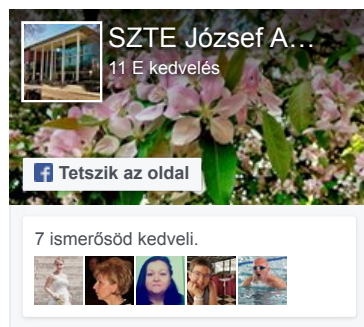 SZTE József A...
11 E kedvelés
Tetszik az oldal
7 ismerősöd kedveli.